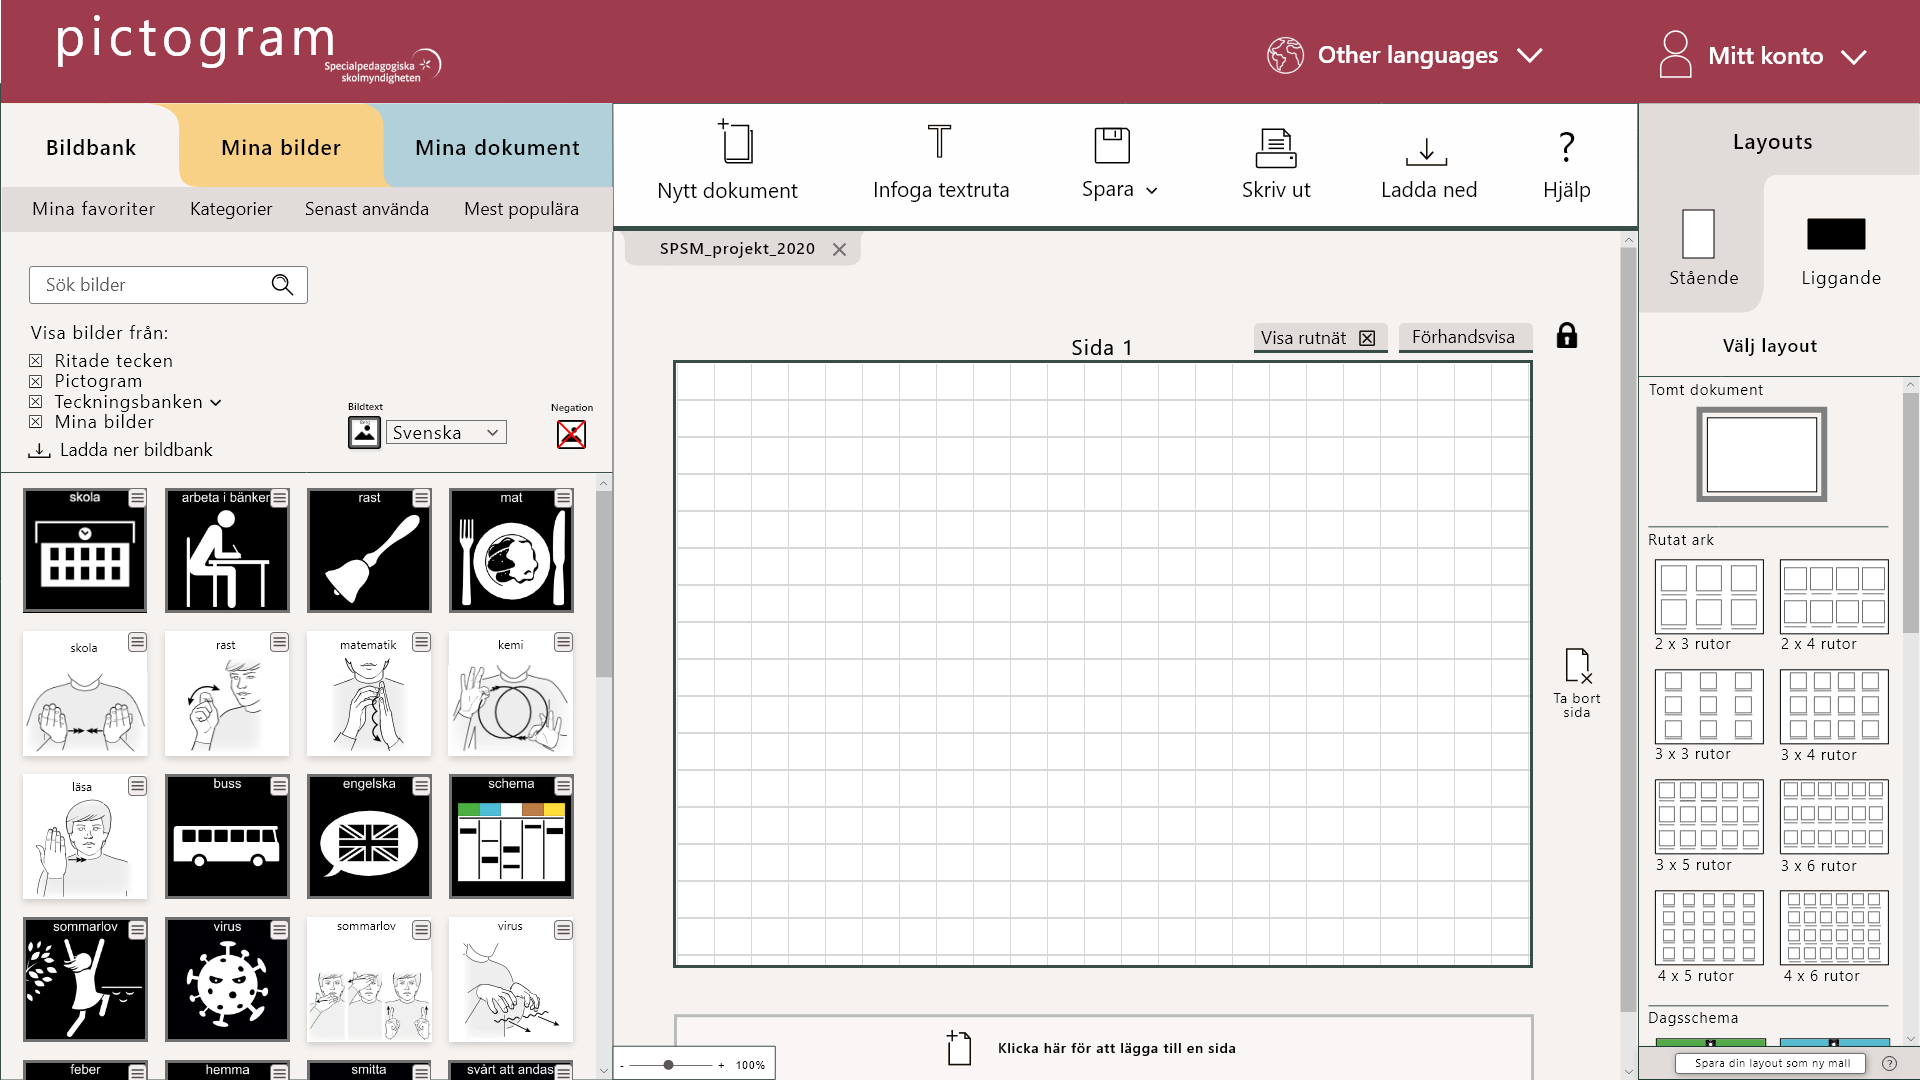 pictogram
Specialpedagogiska
skolmyndigheten
Other languages
Mitt konto
Bildbank
Mina bilder
Mina dokument
Mina favoriter
Kategorier
Senast använda
Mest populära
Nytt dokument
Infoga textruta
Spara
Skriv ut
Ladda ned
?
Hjälp
Layouts
Stående
Liggande
Välj layout
SPSM_projekt_2020
Sök bilder
Visa bilder från:
Ritade tecken
Pictogram
Teckningsbanken
Mina bilder
Ladda ner bildbank
Bildtext
Svenska
Negation
Sida 1
Visa rutnät
Förhandsvisa
skola
arbeta i bänken
rast
mat
skola
rast
matematik
kemi
läsa
buss
engelska
schema
sommarlov
virus
sommarlov
virus
feber
hemma
smitta
svårt att andas
Ta bort
sida
Klicka här för att lägga till en sida
- + 100%
Tomt dokument
Rutat ark
2 x 3 rutor
2 x 4 rutor
3 x 3 rutor
3 x 4 rutor
3 x 5 rutor
3 x 6 rutor
4 x 5 rutor
4 x 6 rutor
Dagsschema
Spara din layout som ny mall
?